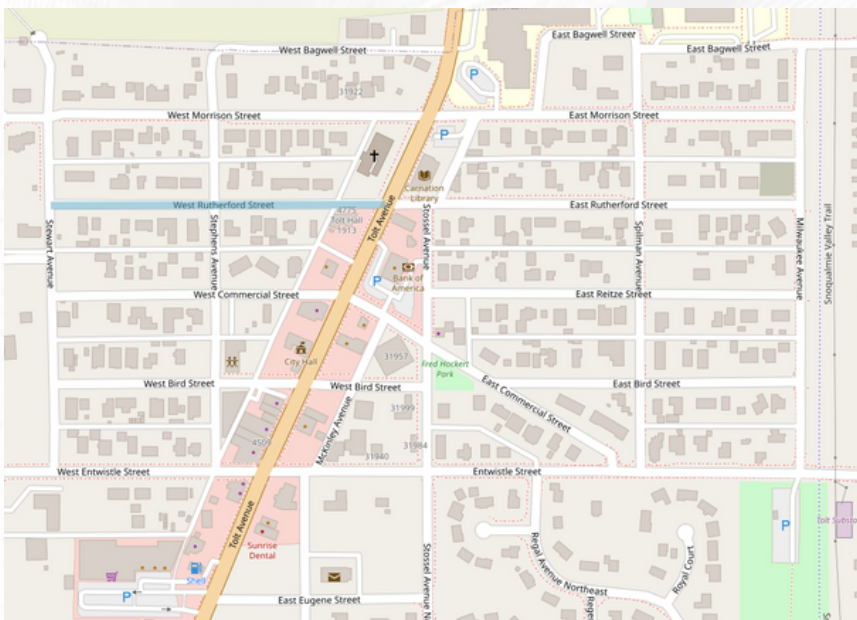 East Bagwell Street
West Bagwell Street
East Bagwell Street
P
31922
West Morrison Street
East Morrison Street
P
Carnation
Library
West Rutherford Street
4775
Tolt Hall
1913
Tolt Avenue
East Rutherford Street
Stewart Avenue
Stephens Avenue
Stossel Avenue
Spilman Avenue
Milwaukee Avenue
Snoqualmie Valley Trail
P
Bank of
America
West Commercial Street
East Reitze Street
City Hall
31957
Fred Hockert
Park
West Bird Street
West Bird Street
East Bird Street
East Commercial Street
31999
McKinley Avenue
4509
31984
31940
West Entwistle Street
Entwistle Street
Tolt Avenue
Sunrise
Dental
Shell
P
P
Regal Avenue Northeast
Royal Court
Stossel Avenue N
East Eugene Street